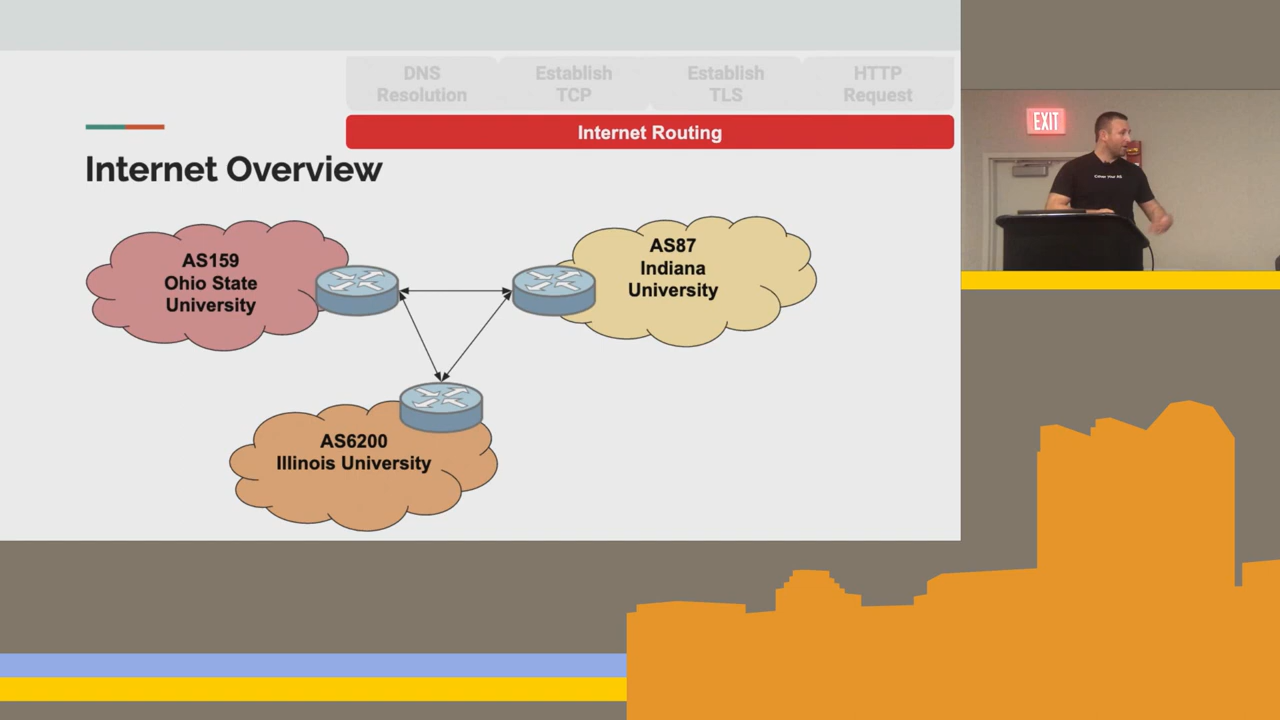 DNS
Resolution
Establish
TCP
Establish
TLS
HTTP
Request
Internet Routing
Internet Overview
AS159
Ohio State
University
AS87
Indiana
University
AS6200
Illinois University
EXIT